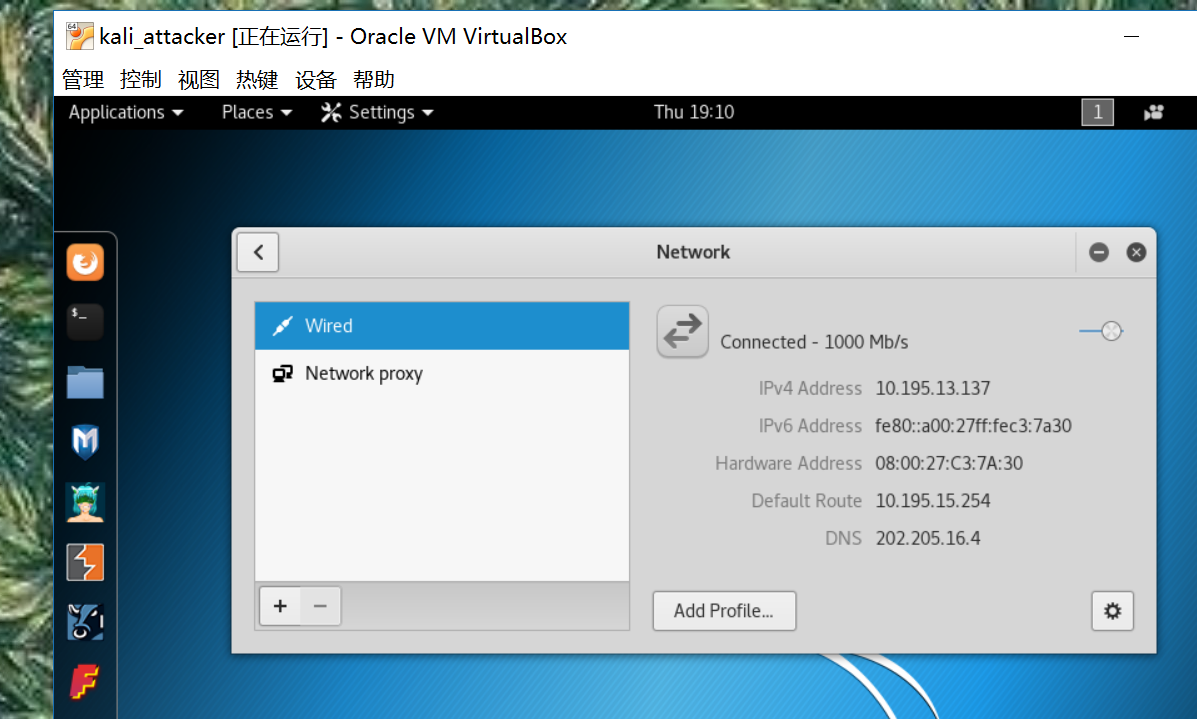 kali_attacker [正在运行] - Oracle VM VirtualBox
管理 控制 视图 热键 设备 帮助
Applications Places Settings Thu 19:10 1
Network
Wired
Network proxy
Connected - 1000 Mb/s
IPv4 Address 10.195.13.137
IPv6 Address fe80::a00:27ff:fec3:7a30
Hardware Address 08:00:27:C3:7A:30
Default Route 10.195.15.254
DNS 202.205.16.4
Add Profile...